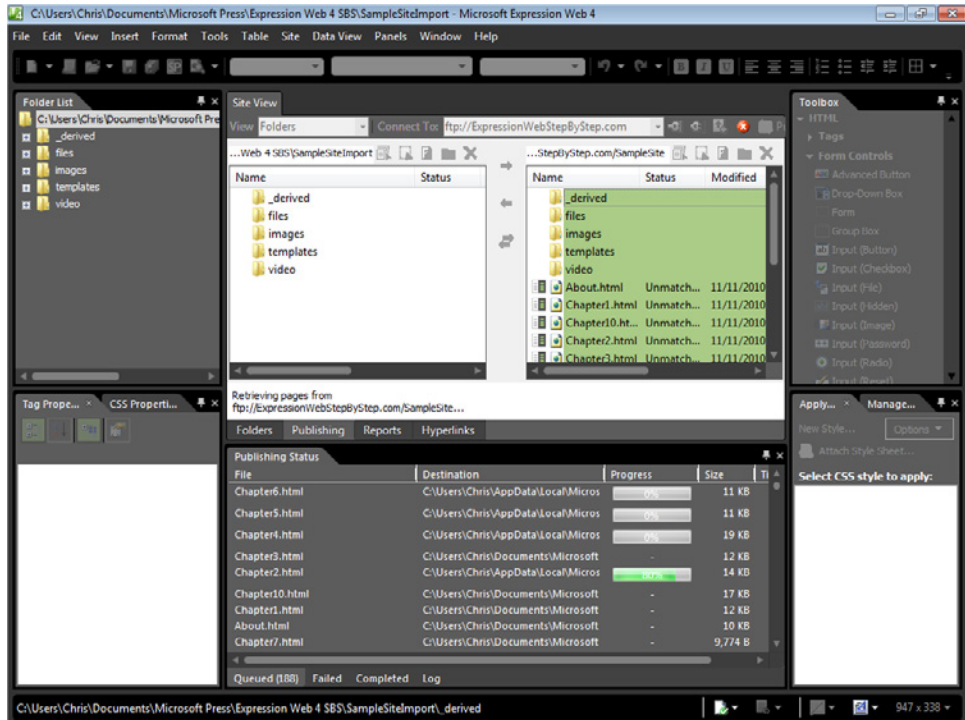 C:\Users\Chris\Documents\Microsoft Press\Expression Web 4 SBS\SampleSiteImport - Microsoft Expression Web 4
File Edit View Insert Format Tools Table Site Data View Panels Window Help
Folder List
C:\Users\Chris\Documents\Microsoft Pre
_derived
files
images
templates
video
Site View
View Folders Connect To: ftp://ExpressionWebStepByStep.com
...Web 4 SBS\SampleSiteImport
Name Status
_derived
files
images
templates
video
...StepByStep.com/SampleSite
Name Status Modified
_derived
files
images
templates
video
About.html Unmatch... 11/11/2010
Chapter1.html Unmatch... 11/11/2010
Chapter10.ht... Unmatch... 11/11/2010
Chapter2.html Unmatch... 11/11/2010
Chapter3.html Unmatch... 11/11/2010
Retrieving pages from
ftp://ExpressionWebStepByStep.com/SampleSite...
Folders Publishing Reports Hyperlinks
Toolbox
HTML
Tags
Form Controls
Advanced Button
Drop-Down Box
Form
Group Box
Input (Button)
Input (Checkbox)
Input (File)
Input (Hidden)
Input (Image)
Input (Password)
Input (Radio)
Input (Reset)
Tag Prope... CSS Properti...
Publishing Status
File Destination Progress Size Ti
Chapter6.html C:\Users\Chris\AppData\Local\Micros 0% 11 KB
Chapter5.html C:\Users\Chris\AppData\Local\Micros 0% 11 KB
Chapter4.html C:\Users\Chris\AppData\Local\Micros 0% 19 KB
Chapter3.html C:\Users\Chris\Documents\Microsoft - 12 KB
Chapter2.html C:\Users\Chris\AppData\Local\Micros 14 KB
Chapter10.html C:\Users\Chris\Documents\Microsoft - 17 KB
Chapter1.html C:\Users\Chris\Documents\Microsoft - 12 KB
About.html C:\Users\Chris\Documents\Microsoft - 10 KB
Chapter7.html C:\Users\Chris\Documents\Microsoft - 9,774 B
Queued (188) Failed Completed Log
Apply... Manage...
New Style... Options
Attach Style Sheet...
Select CSS style to apply:
C:\Users\Chris\Documents\Microsoft Press\Expression Web 4 SBS\SampleSiteImport\_derived
947 x 338